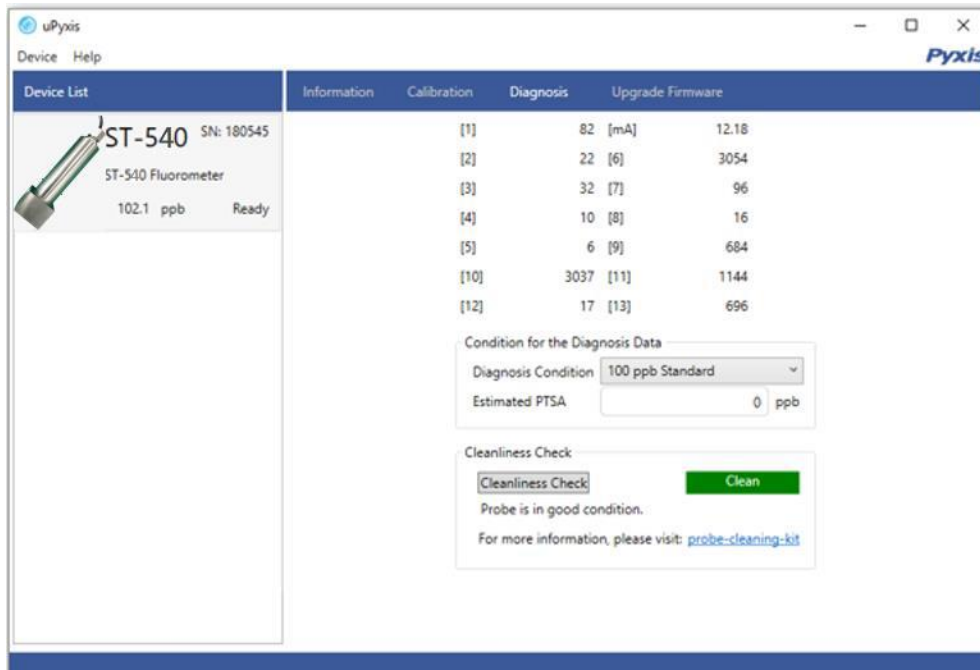 uPyxis
Device Help
Pyxis
Device List
Information Calibration Diagnosis Upgrade Firmware
ST-540 SN: 180545
ST-540 Fluorometer
102.1 ppb Ready
[1] 82 [mA] 12.18
[2] 22 [6] 3054
[3] 32 [7] 96
[4] 10 [8] 16
[5] 6 [9] 684
[10] 3037 [11] 1144
[12] 17 [13] 696
Condition for the Diagnosis Data
Diagnosis Condition 100 ppb Standard
Estimated PTSA 0 ppb
Cleanliness Check
Cleanliness Check Clean
Probe is in good condition.
For more information, please visit: probe-cleaning-kit